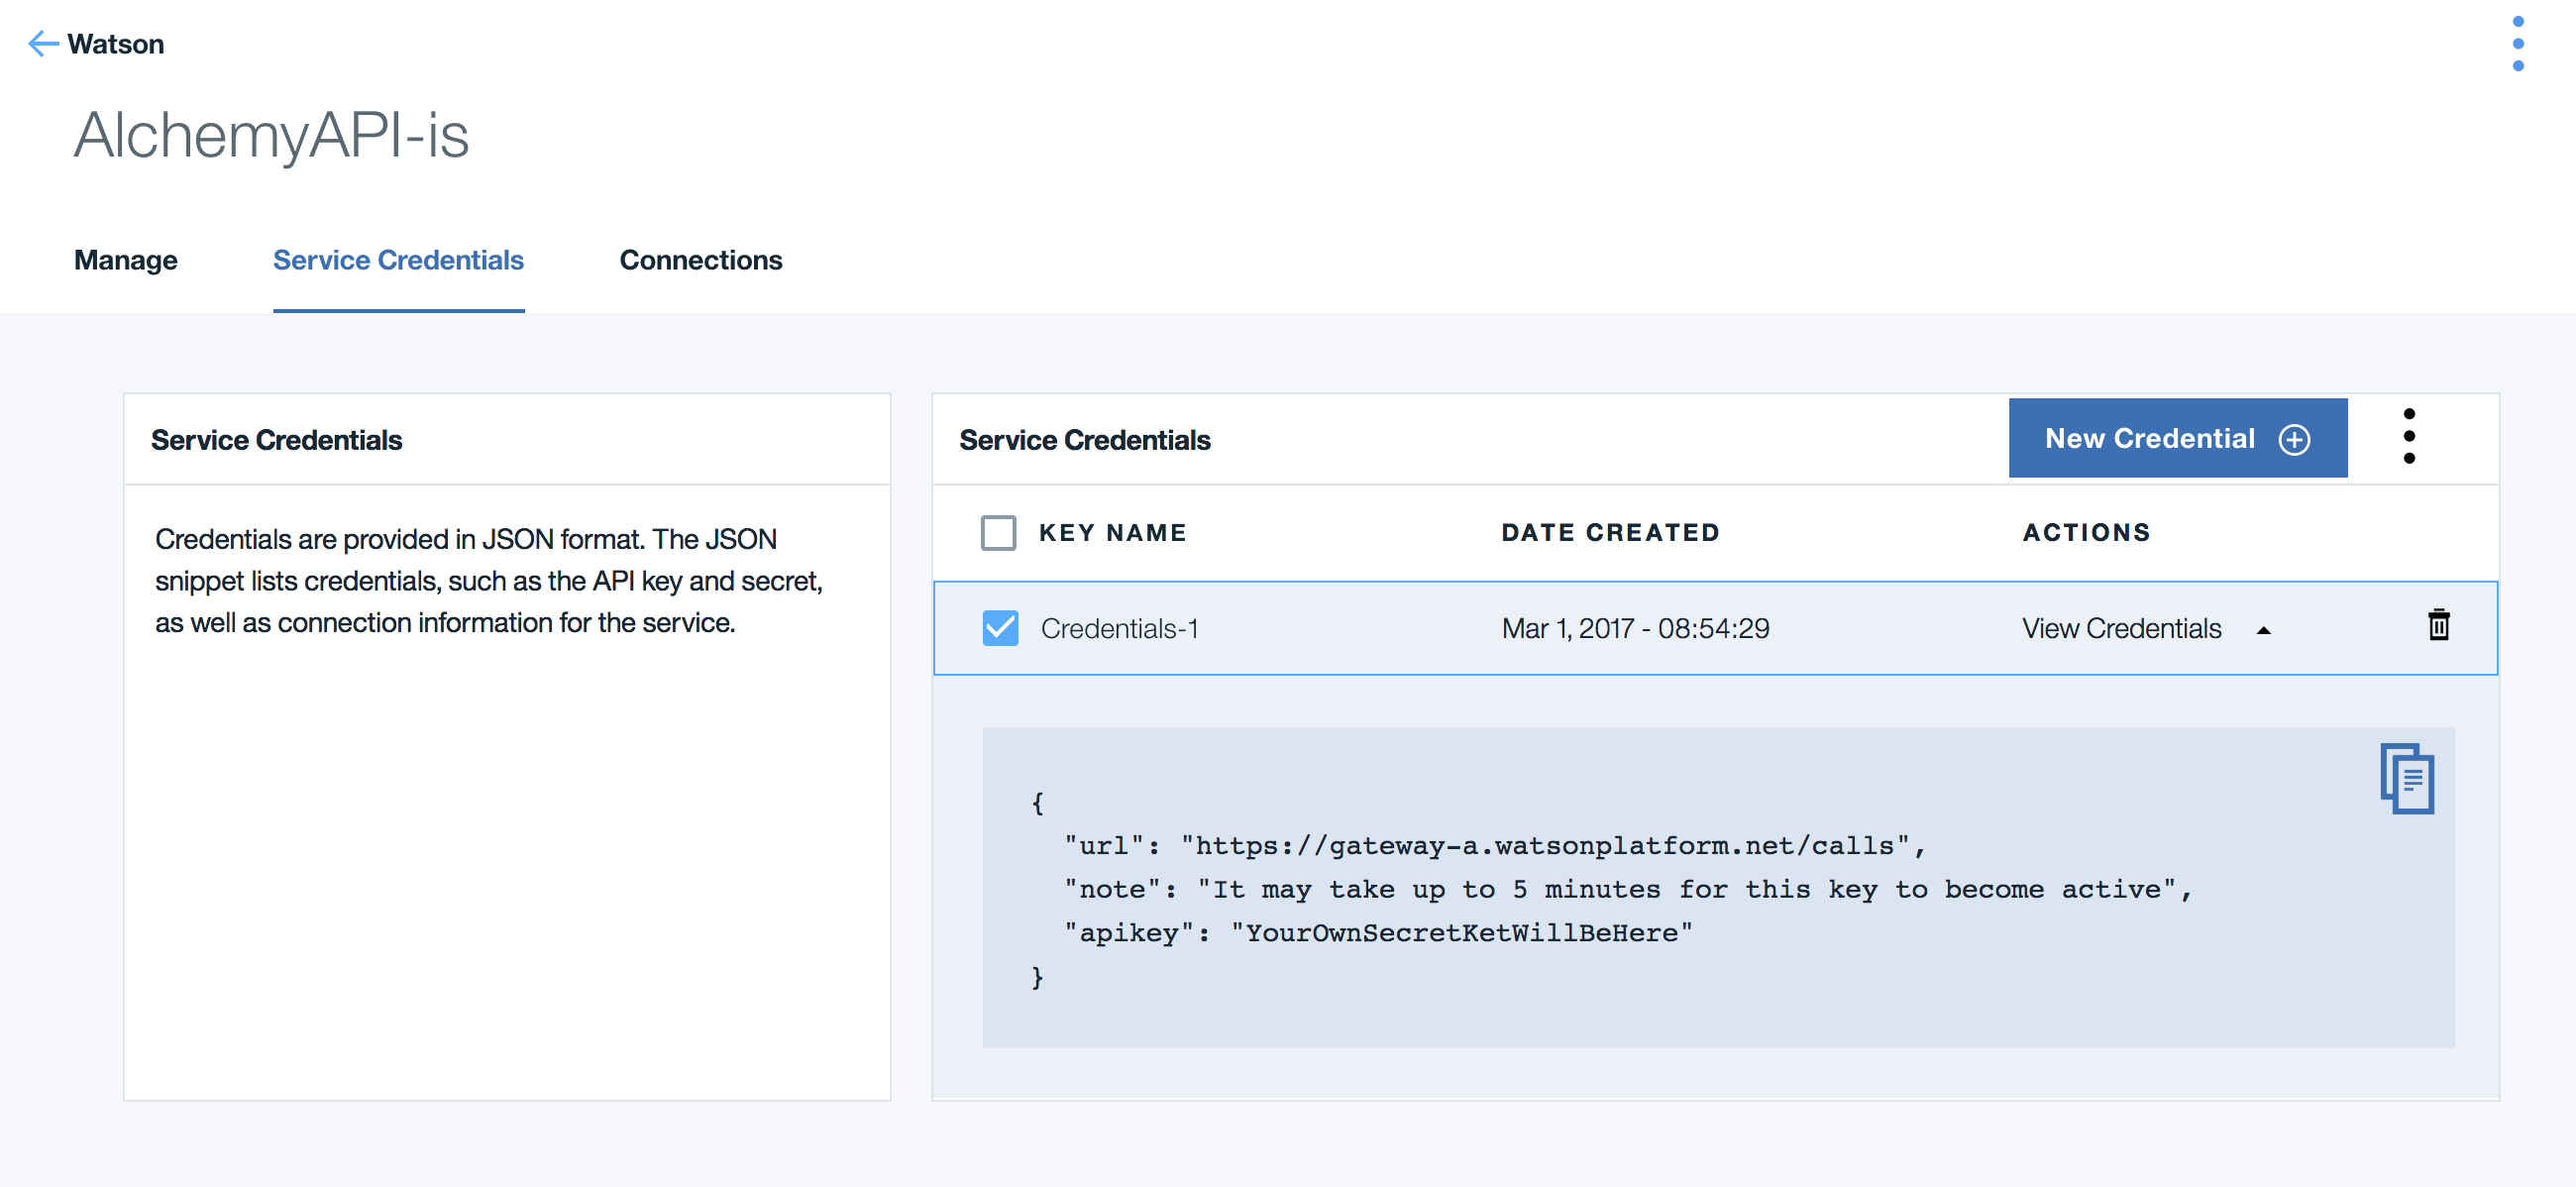 Watson
AlchemyAPI-is
Manage Service Credentials Connections
Service Credentials
Credentials are provided in JSON format. The JSON
snippet lists credentials, such as the API key and secret,
as well as connection information for the service.
Service Credentials New Credential
KEY NAME DATE CREATED ACTIONS
Credentials-1 Mar 1, 2017 - 08:54:29 View Credentials
{
"url": "https://gateway-a.watsonplatform.net/calls",
"note": "It may take up to 5 minutes for this key to become active",
"apikey": "YourOwnSecretKetWillBeHere"
}